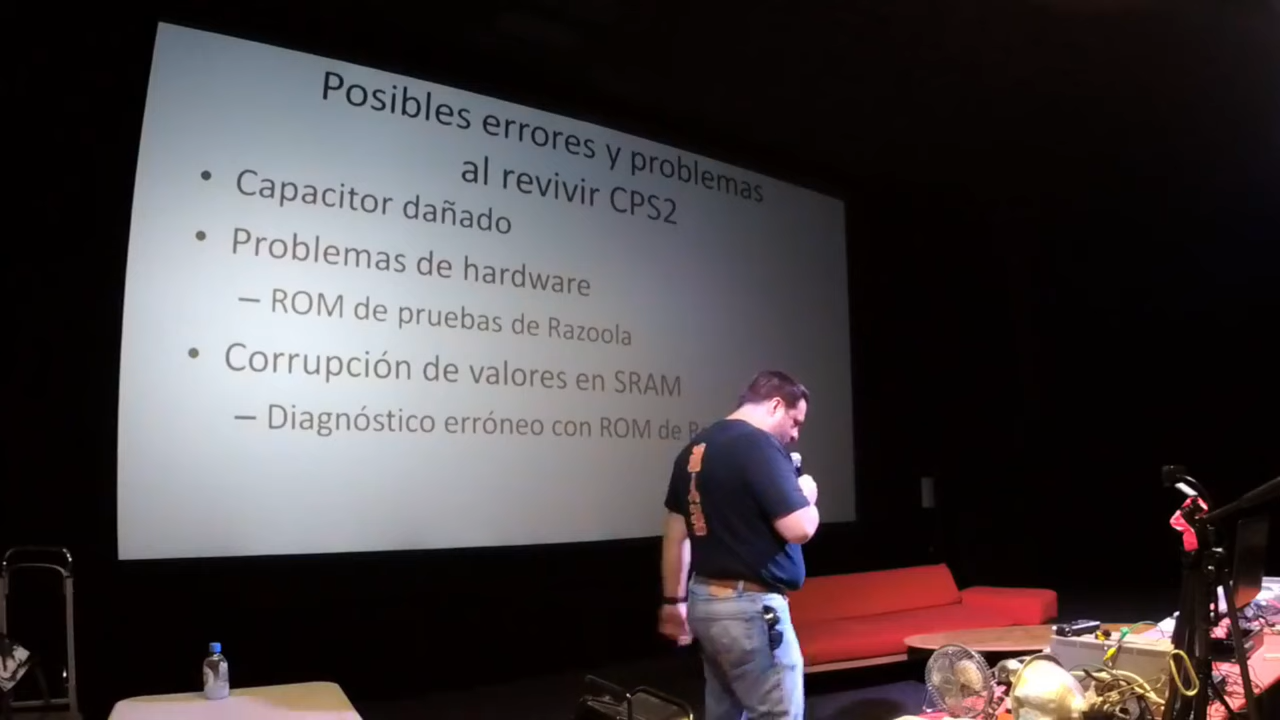 Posibles errores y problemas
al revivir CPS2
• Capacitor dañado
• Problemas de hardware
– ROM de pruebas de Razoola
• Corrupción de valores en SRAM
– Diagnóstico erróneo con ROM de